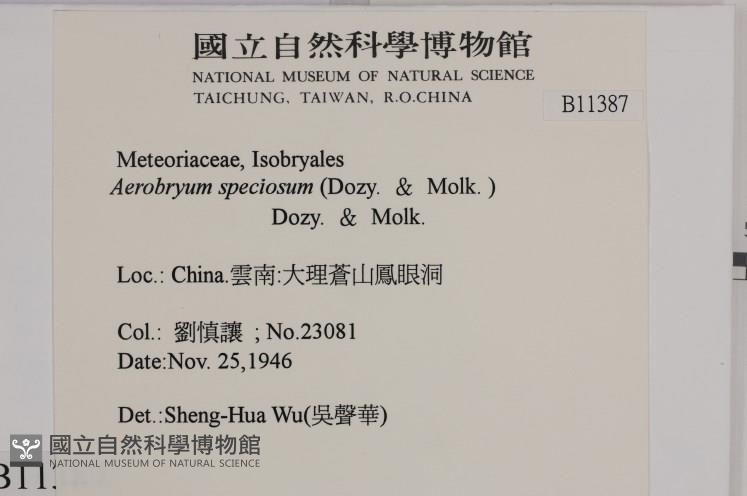 國立自然科學博物館
NATIONAL MUSEUM OF NATURAL SCIENCE
TAICHUNG, TAIWAN, R.O.CHINA
B11387
Meteoriaceae, Isobryales
Aerobryum speciosum (Dozy. & Molk. )
Dozy. & Molk.
Loc.: China.雲南:大理蒼山鳳眼洞
Col.: 劉慎讓 ; No.23081
Date:Nov. 25,1946
Det.:Sheng-Hua Wu(吳聲華)
國立自然科學博物館
NATIONAL MUSEUM OF NATURAL SCIENCE